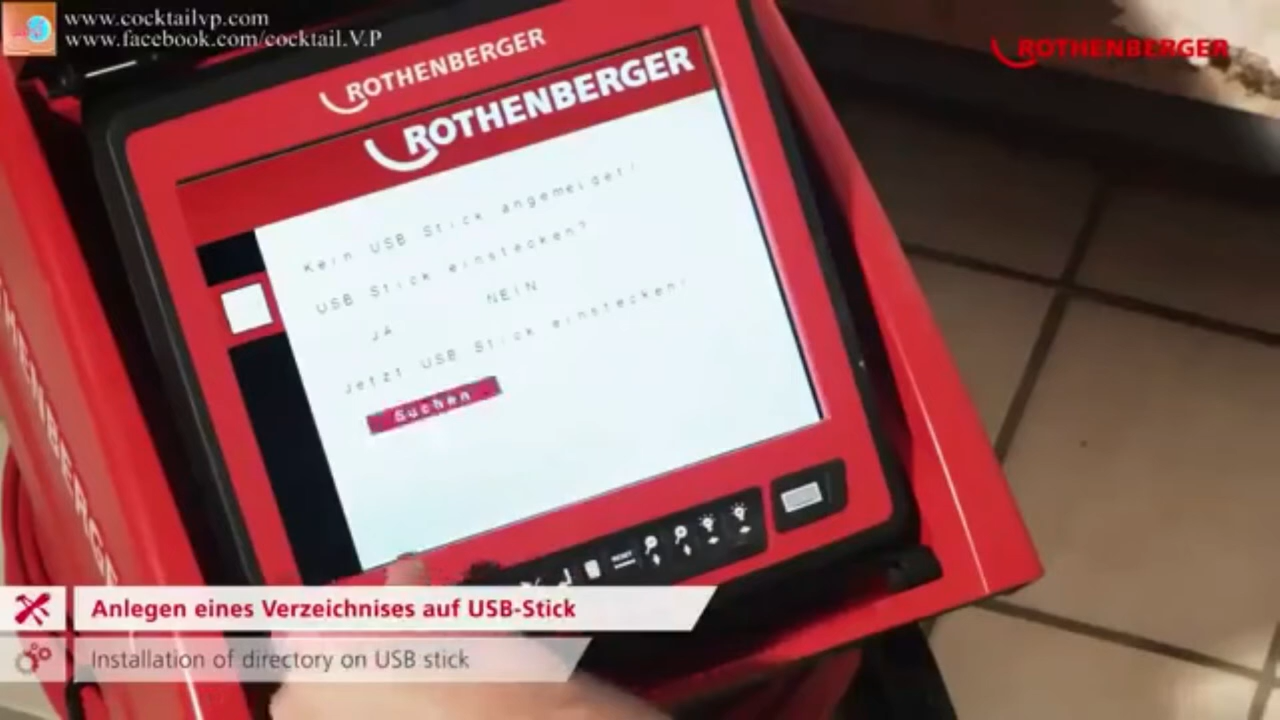 www.cocktailvp.com
www.facebook.com/cocktail.V.P
ROTHENBERGER
ROTHENBERGER
ROTHENBERGER
Kein USB Stick angemeldet!
USB Stick einstecken?
JA NEIN
Jetzt USB Stick einstecken!
Suchen
RESET
Anlegen eines Verzeichnises auf USB-Stick
Installation of directory on USB stick